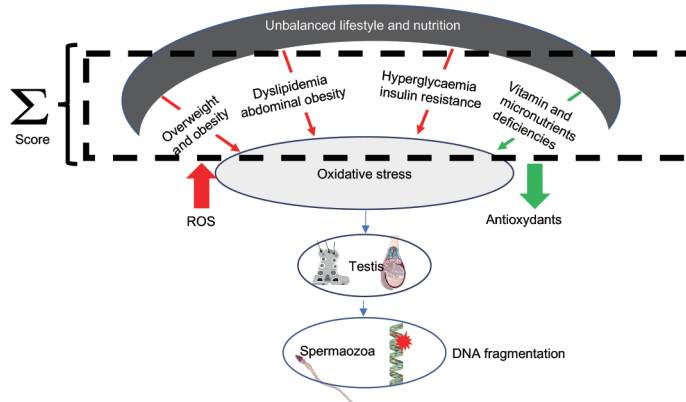 Unbalanced lifestyle and nutrition
Σ
Score
Overweight
and obesity
Dyslipidemia
abdominal obesity
Hyperglycaemia
insulin resistance
Vitamin and
micronutrients
deficiencies
Oxidative stress
ROS
Antioxydants
Testis
Spermaozoa
DNA fragmentation